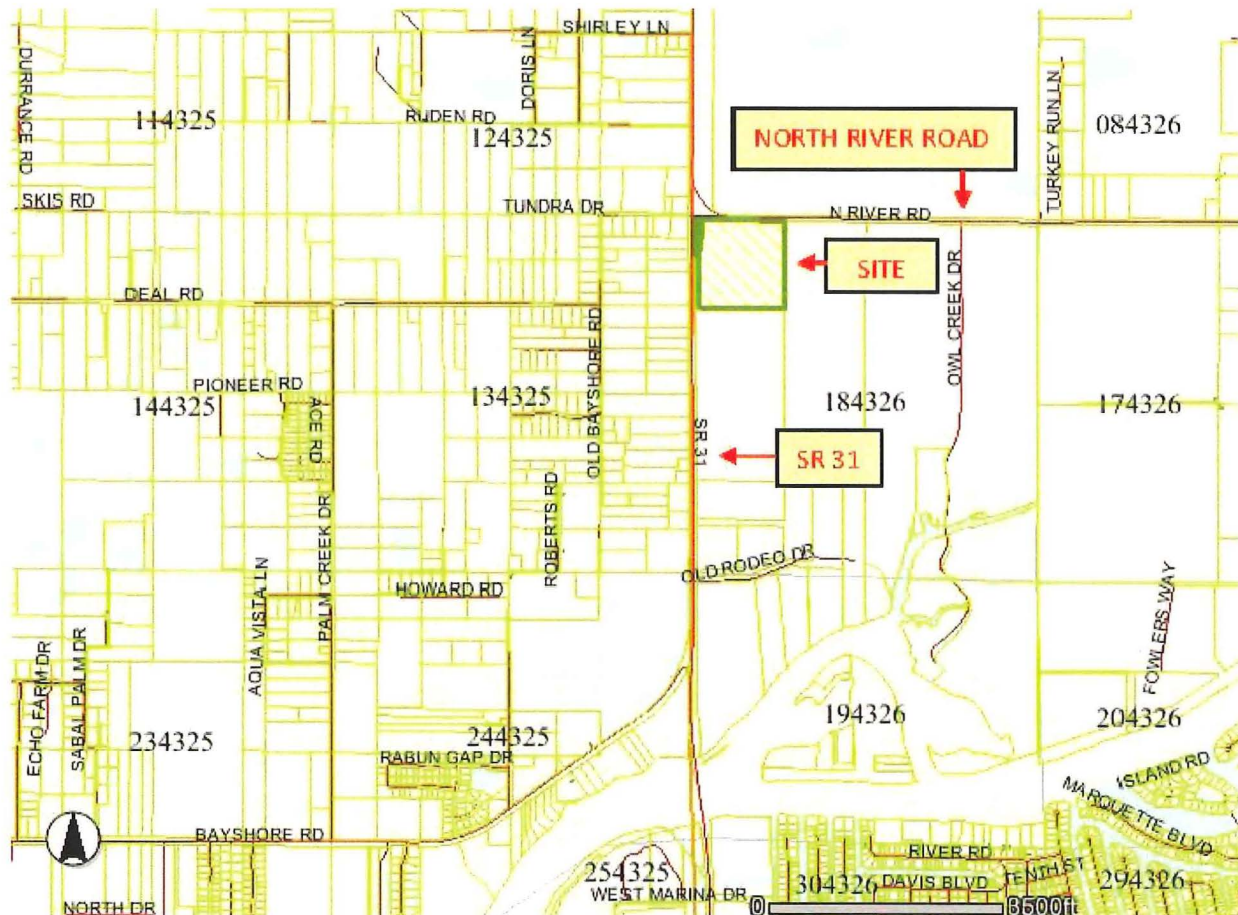 SHIRLEY LN
DURRANCE RD
DORIS LN
TURKEY RUN LN
114325
RUDEN RD
124325
NORTH RIVER ROAD
084326
SKIS RD
TUNDRA DR
N RIVER RD
SITE
DEAL RD
OLD BAYSHORE RD
OWL CREEK DR
PIONEER RD
144325
ACE RD
134325
184326
174326
SR 31
SR 31
PALM CREEK DR
ROBERTS RD
OLD RODEO DR
AQUA VISTA LN
HOWARD RD
FOWLERS WAY
ECHO FARM DR
SABAL PALM DR
234325
244325
194326
204326
RABUN GAP DR
ISLAND RD
MARQUETTE BLVD
BAYSHORE RD
RIVER RD
254325
304326
DAVIS BLVD
TENTH ST
294326
WEST MARINA DR
NORTH DR
0
3500ft